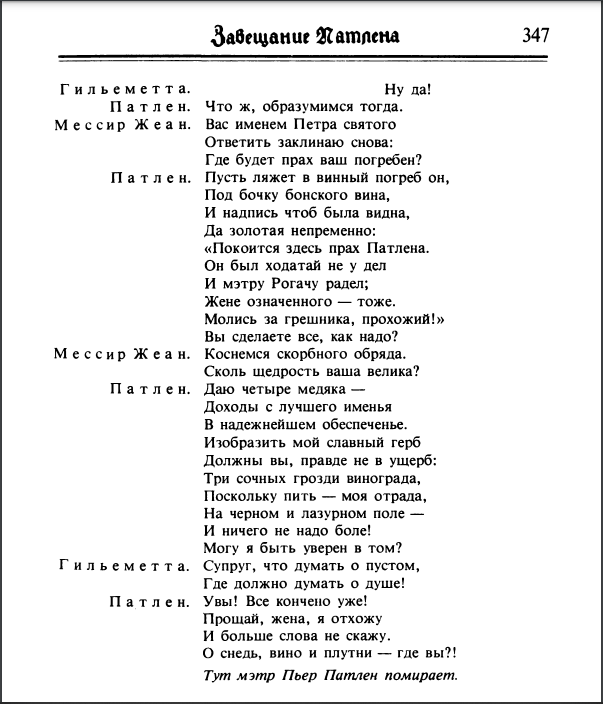 Завещание Патлена 347
Гильеметта. Ну да!
Патлен. Что ж, образумимся тогда.
Мессир Жеан. Вас именем Петра святого
Ответить заклинаю снова:
Где будет прах ваш погребен?
Патлен. Пусть ляжет в винный погреб он,
Под бочку бонского вина,
И надпись чтоб была видна,
Да золотая непременно:
«Покоится здесь прах Патлена.
Он был ходатай не у дел
И мэтру Рогачу радел;
Жене означенного — тоже.
Молись за грешника, прохожий!»
Вы сделаете все, как надо?
Мессир Жеан. Коснемся скорбного обряда.
Сколь щедрость ваша велика?
Патлен. Даю четыре медяка —
Доходы с лучшего именья
В надежнейшем обеспеченье.
Изобразить мой славный герб
Должны вы, правде не в ущерб:
Три сочных грозди винограда,
Поскольку пить — моя отрада,
На черном и лазурном поле —
И ничего не надо боле!
Могу я быть уверен в том?
Гильеметта. Супруг, что думать о пустом,
Где должно думать о душе!
Патлен. Увы! Все кончено уже!
Прощай, жена, я отхожу
И больше слова не скажу.
О снедь, вино и плутни — где вы?!
Тут мэтр Пьер Патлен помирает.